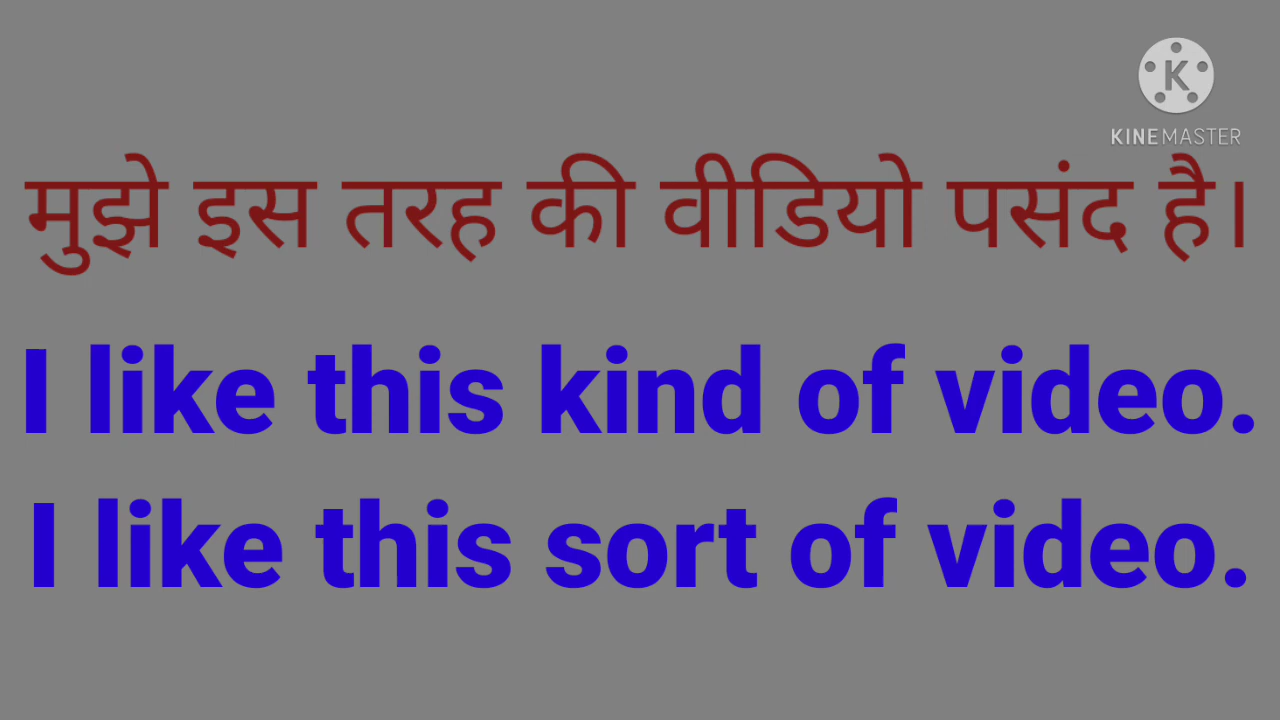 K
KINEMASTER
मुझे इस तरह की वीडियो पसंद है।
I like this kind of video.
I like this sort of video.